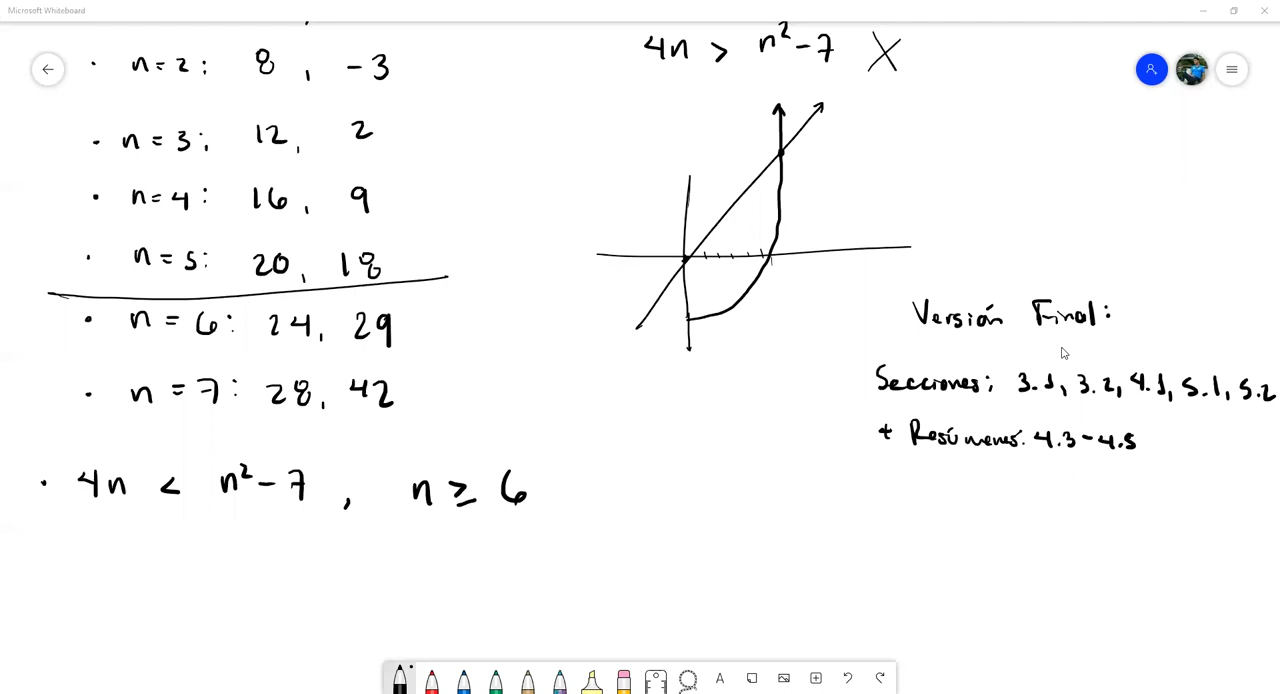 Microsoft Whiteboard
· n = 2 : 8 , -3
· n = 3 ; 12, 2
· n = 4 : 16 , 9
· n = 5 : 20 , 18
· n = 6 : 24, 29
· n = 7 : 28, 42
· 4n < n² - 7 , n ≥ 6
4n > n² - 7 X
Versión Final:
Secciones; 3.1, 3.2, 4.1, 5.1, 5.2
+ Resúmenes: 4.3 - 4.5
A